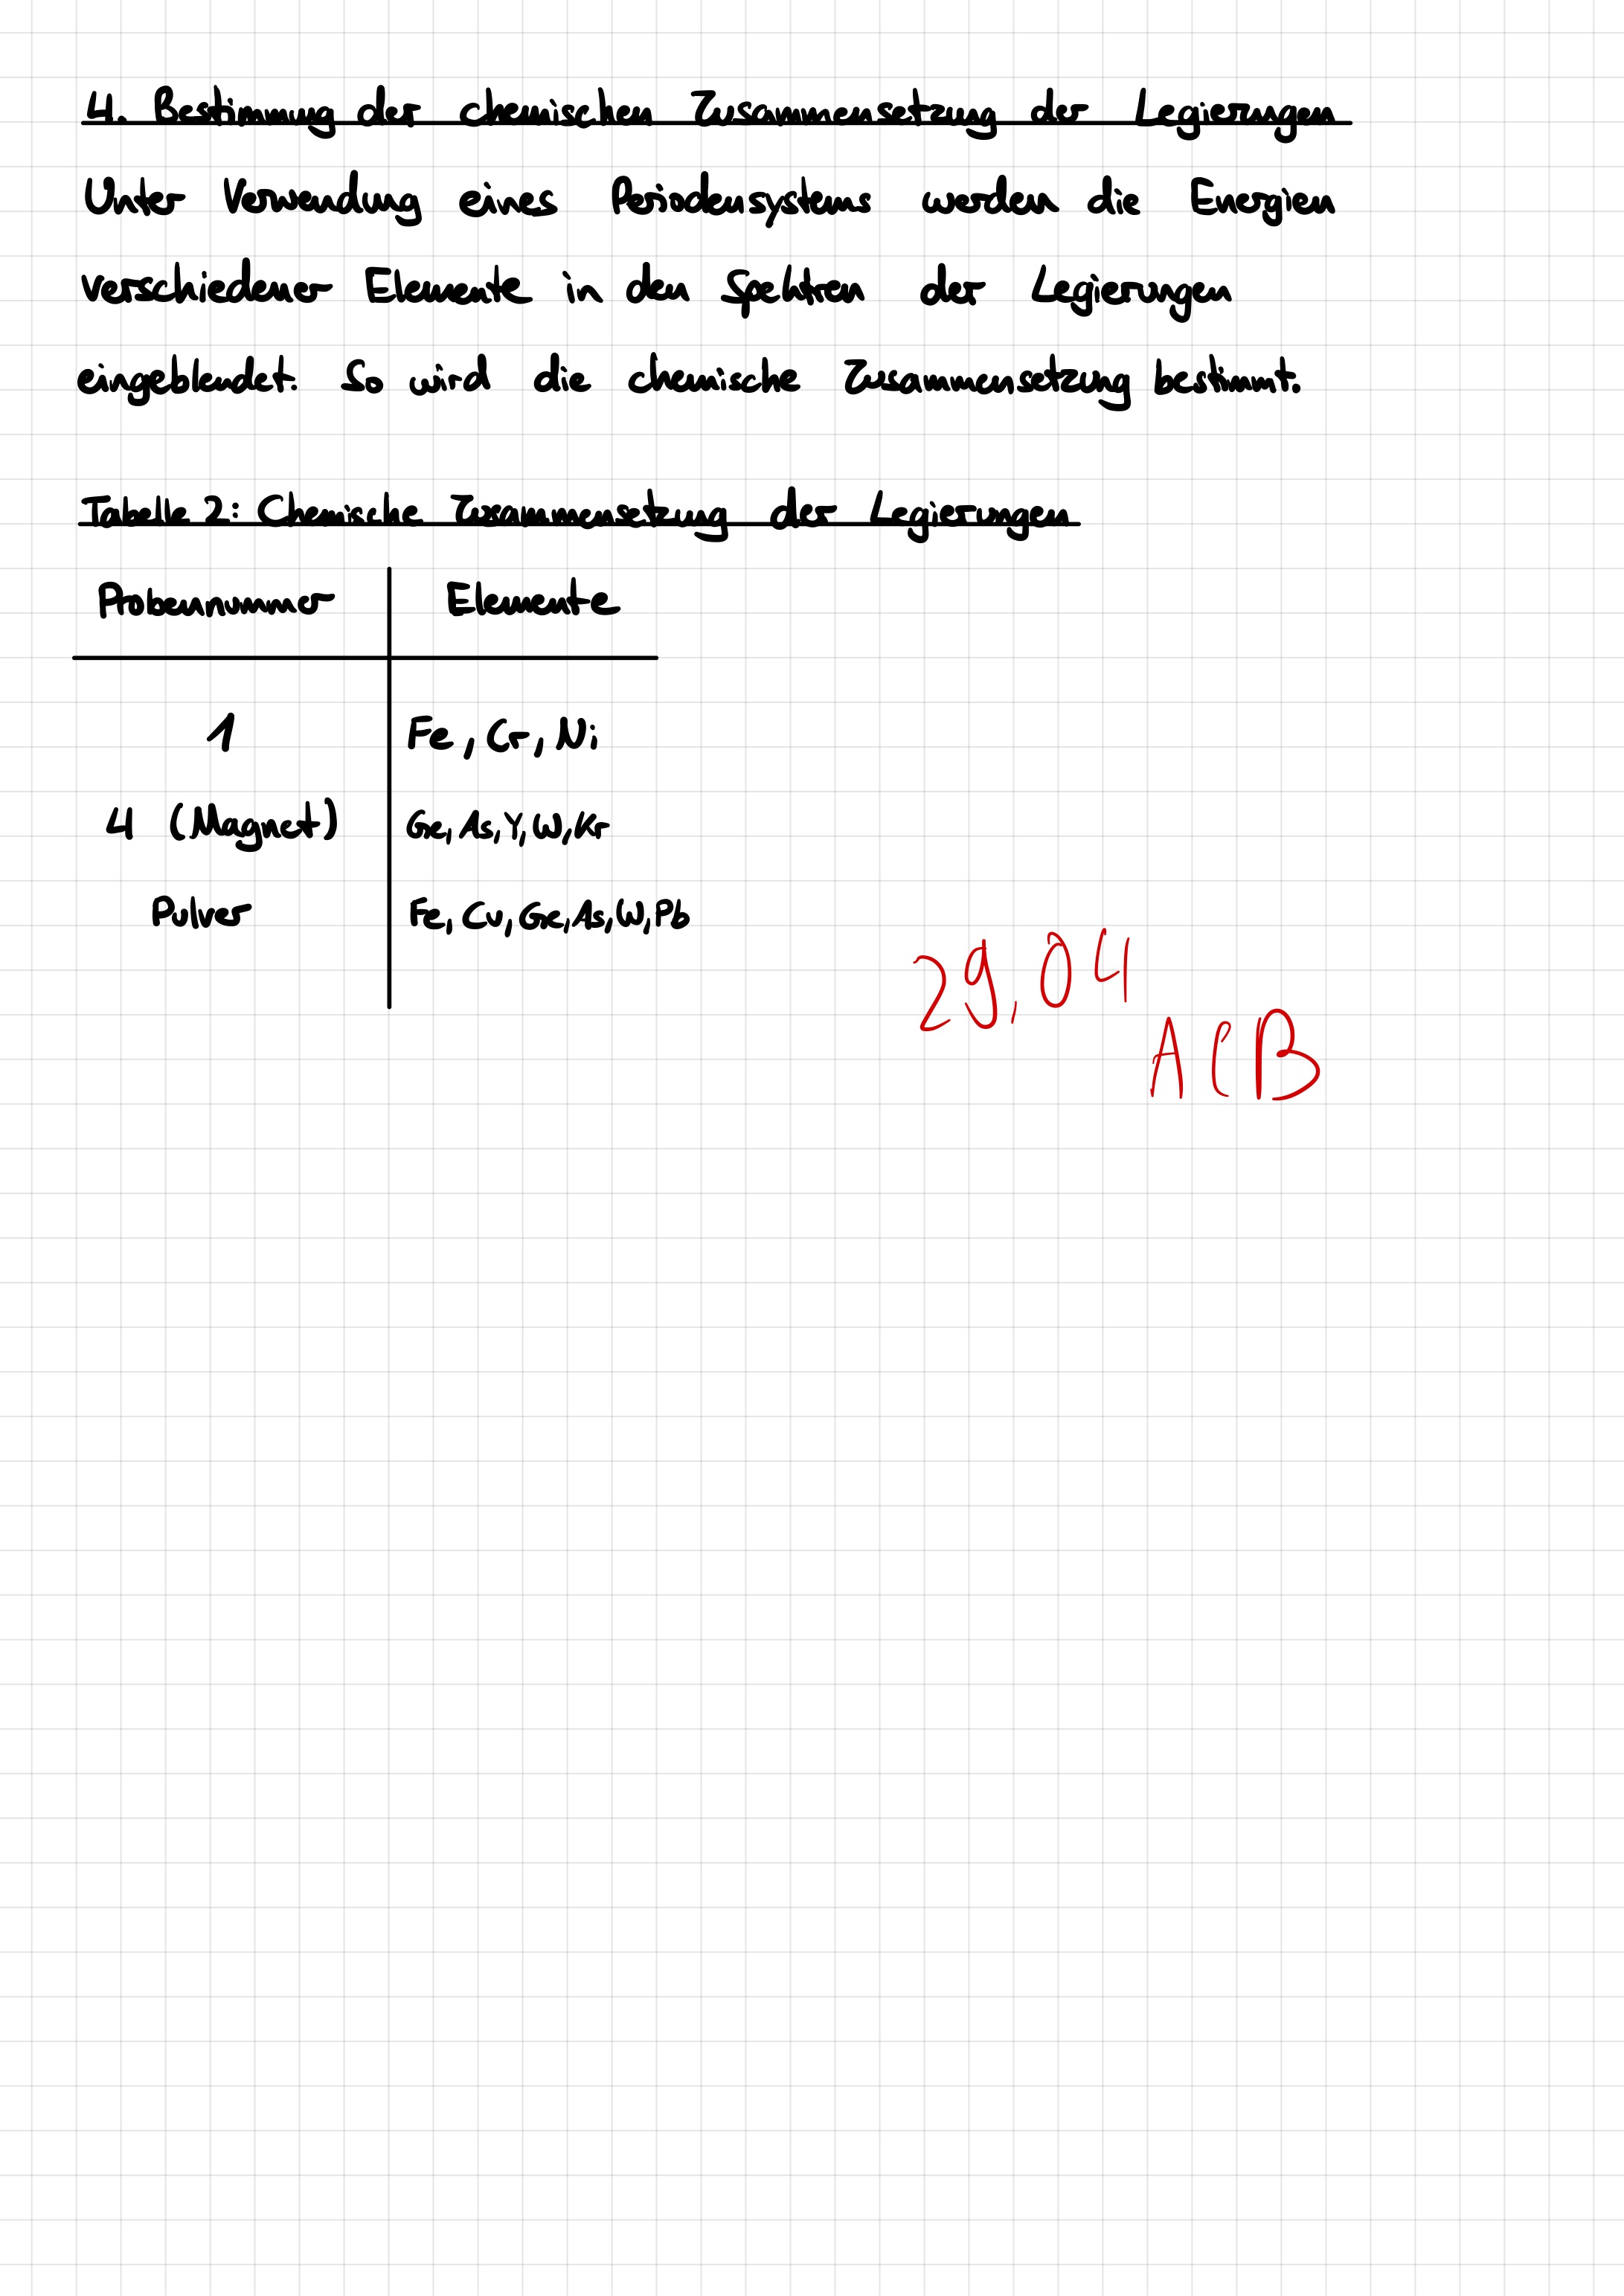 4. Bestimmung der chemischen Zusammensetzung der Legierungen
Unter Verwendung eines Periodensystems werden die Energien
verschiedener Elemente in den Spektren der Legierungen
eingeblendet. So wird die chemische Zusammensetzung bestimmt.
Tabelle 2: Chemische Zusammensetzung der Legierungen
Probennummer Elemente
1 Fe, Cr, Ni
4 (Magnet) Ge, As, Y, W, Kr
Pulver Fe, Cu, Ge, As, W, Pb
29.04
ACB